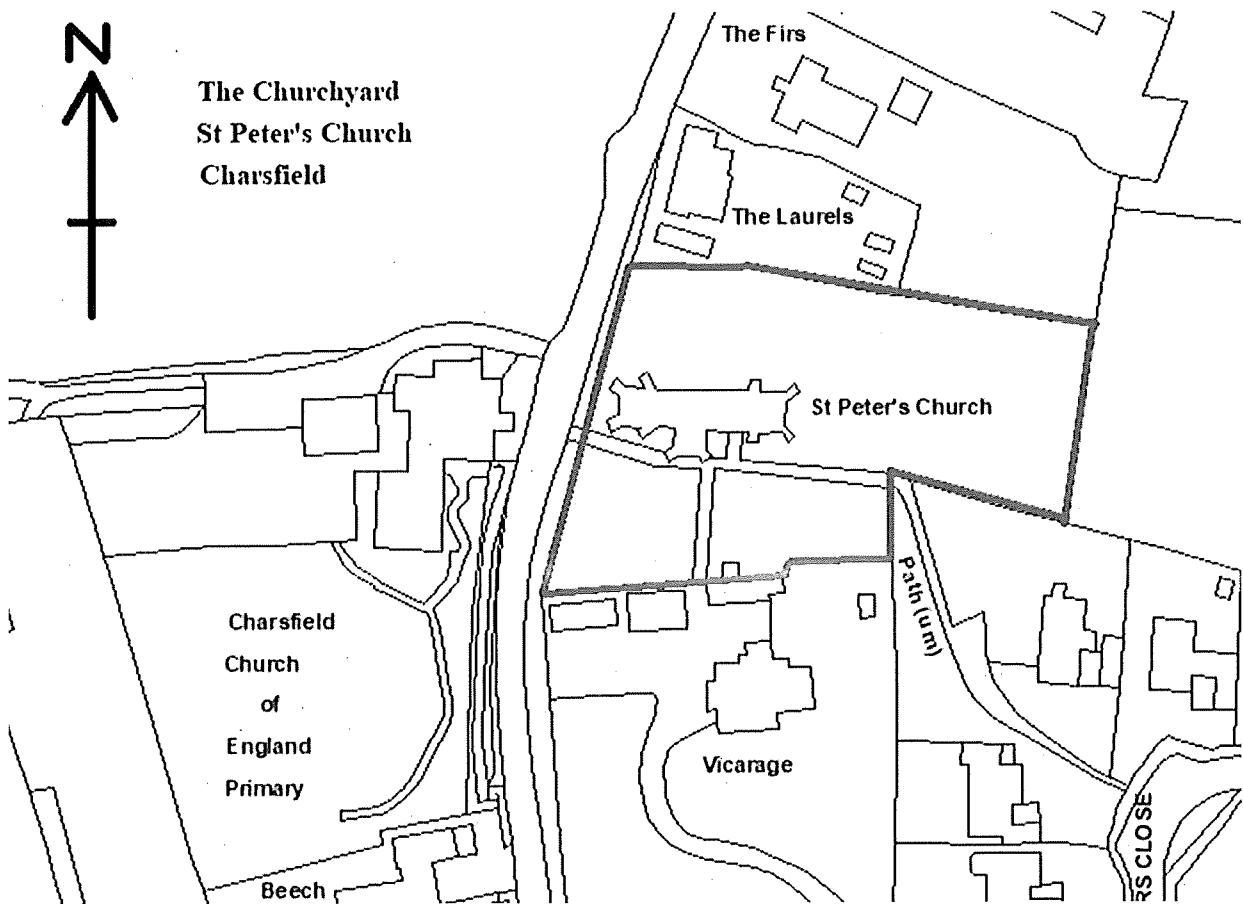 N
The Churchyard
St Peter's Church
Charsfield
The Firs
The Laurels
St Peter's Church
Path (um)
Charsfield
Church
of
England
Primary
Vicarage
Beech
RS CLOSE